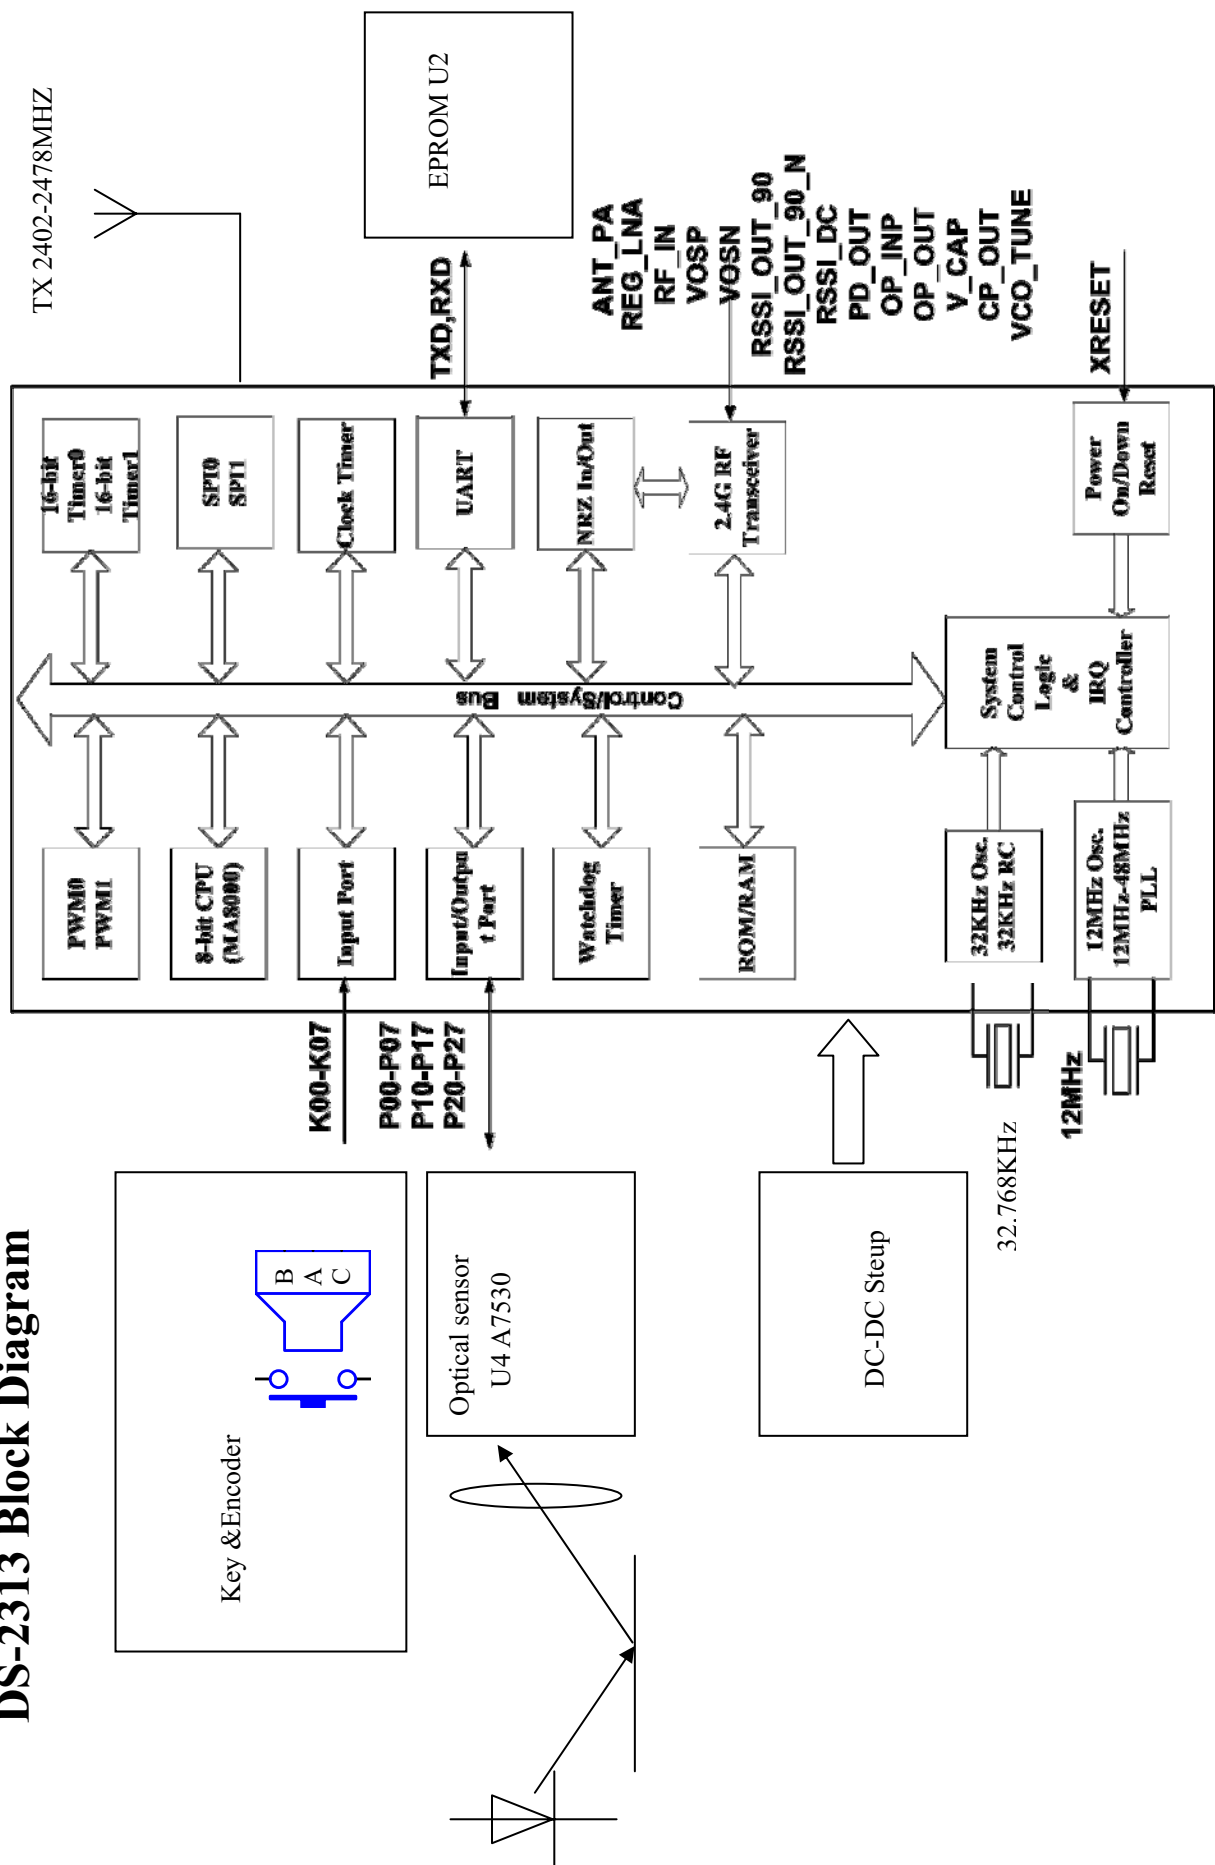 DS-2313 Block Diagram
Key &Encoder
B
A
C
Optical sensor
U4 A7530
DC-DC Steup
32.768KHz
12MHz
K00-K07
P00-P07
P10-P17
P20-P27
PWM0
PWM1
8-bit CPU
(MA8000)
Input Port
Input/Outpu
t Port
Watchdog
Timer
ROM/RAM
32KHz Osc.
32KHz RC
12MHz Osc.
12MHz-48MHz
PLL
Control/System
Bus
System
Control
Logic
&
IRQ
Controller
16-bit
Timer0
16-bit
Timer1
SPI0
SPI1
Clock Timer
UART
NRZ In/Out
2.4G RF
Transceiver
Power
On/Down
Reset
TX 2402-2478MHZ
EPROM U2
TXD,RXD
ANT_PA
REG_LNA
RF_IN
VOSP
VOSN
RSSI_OUT_90
RSSI_OUT_90_N
RSSI_DC
PD_OUT
OP_INP
OP_OUT
V_CAP
CP_OUT
VCO_TUNE
XRESET